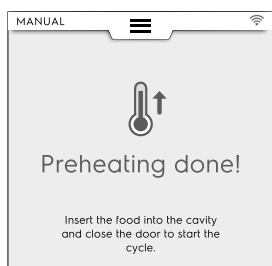 MANUAL
Preheating done!
Insert the food into the cavity
and close the door to start the
cycle.